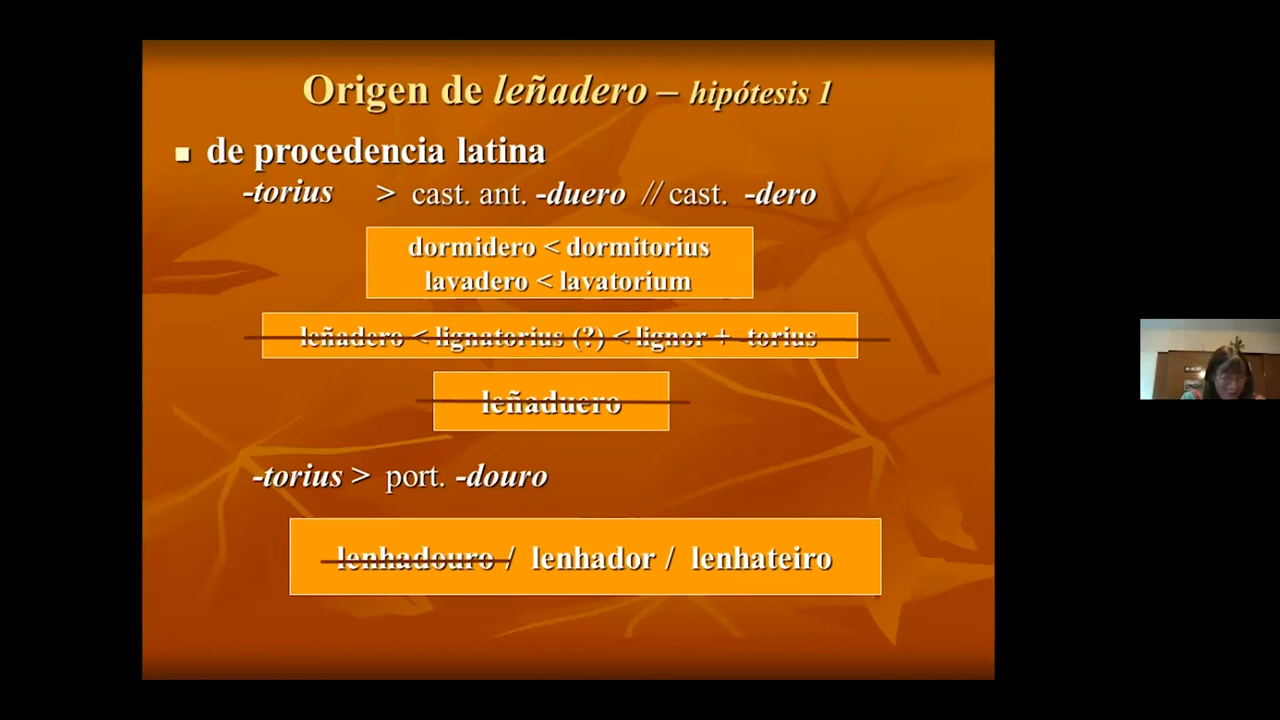 Origen de leñadero – hipótesis 1
de procedencia latina
-torius > cast. ant. -duero // cast. -dero
dormidero < dormitorius
lavadero < lavatorium
leñadero < lignatorius (?) < lignor + -torius
leñaduero
-torius > port. -douro
lenhadouro / lenhador / lenhateiro